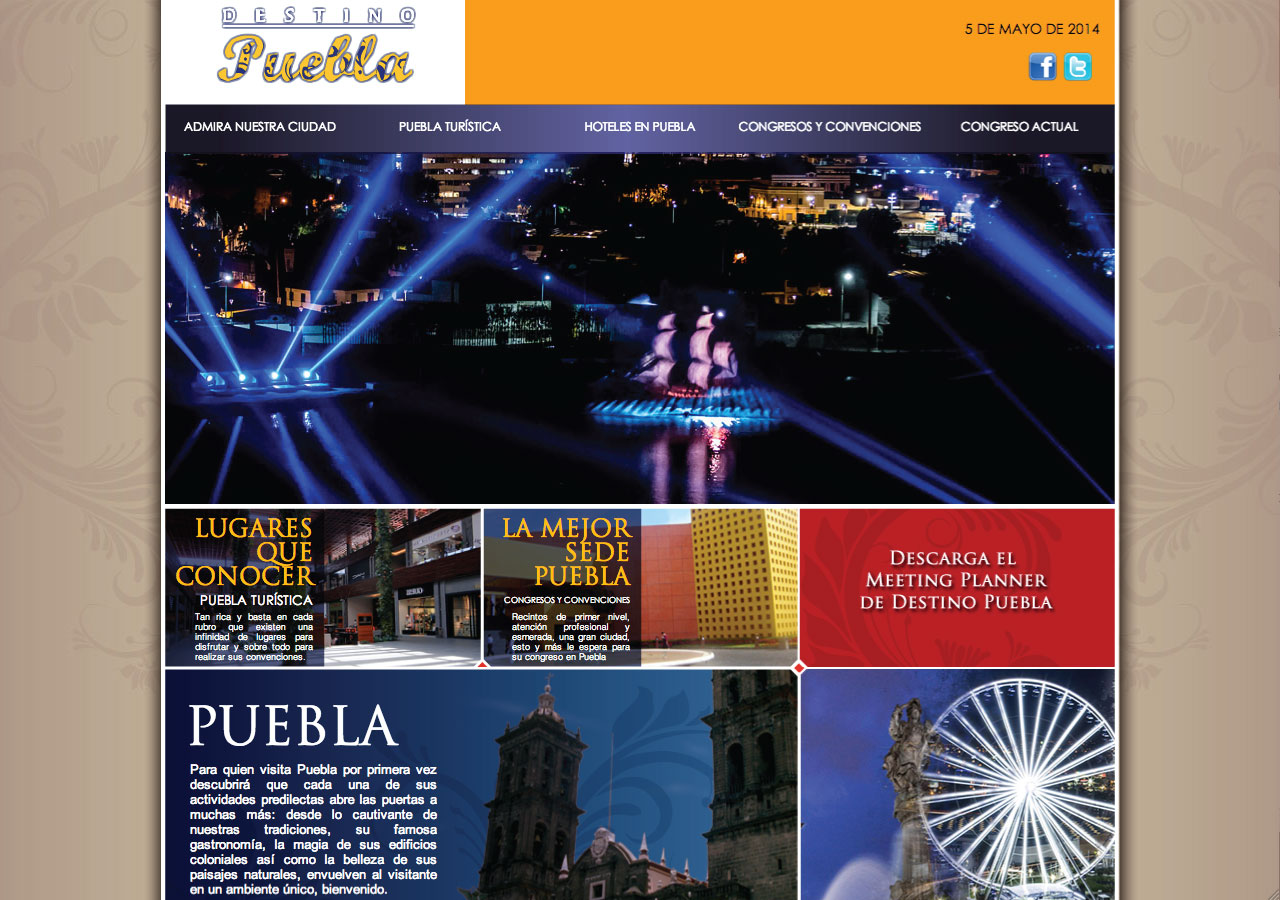 DESTINO
Puebla
5 DE MAYO DE 2014
ADMIRA NUESTRA CIUDAD
PUEBLA TURÍSTICA
HOTELES EN PUEBLA
CONGRESOS Y CONVENCIONES
CONGRESO ACTUAL
LUGARES
QUE
CONOCER
PUEBLA TURÍSTICA
Tan rica y basta en cada
rubro que existen una
infinidad de lugares para
disfrutar y sobre todo para
realizar sus convenciones.
LA MEJOR
SEDE
PUEBLA
CONGRESOS Y CONVENCIONES
Recintos de primer nivel,
atención profesional y
esmerada, una gran ciudad,
esto y más le espera para
su congreso en Puebla
DESCARGA EL
MEETING PLANNER
DE DESTINO PUEBLA
PUEBLA
Para quien visita Puebla por primera vez
descubrirá que cada una de sus
actividades predilectas abre las puertas a
muchas más: desde lo cautivante de
nuestras tradiciones, su famosa
gastronomía, la magia de sus edificios
coloniales así como la belleza de sus
paisajes naturales, envuelven al visitante
en un ambiente único, bienvenido.